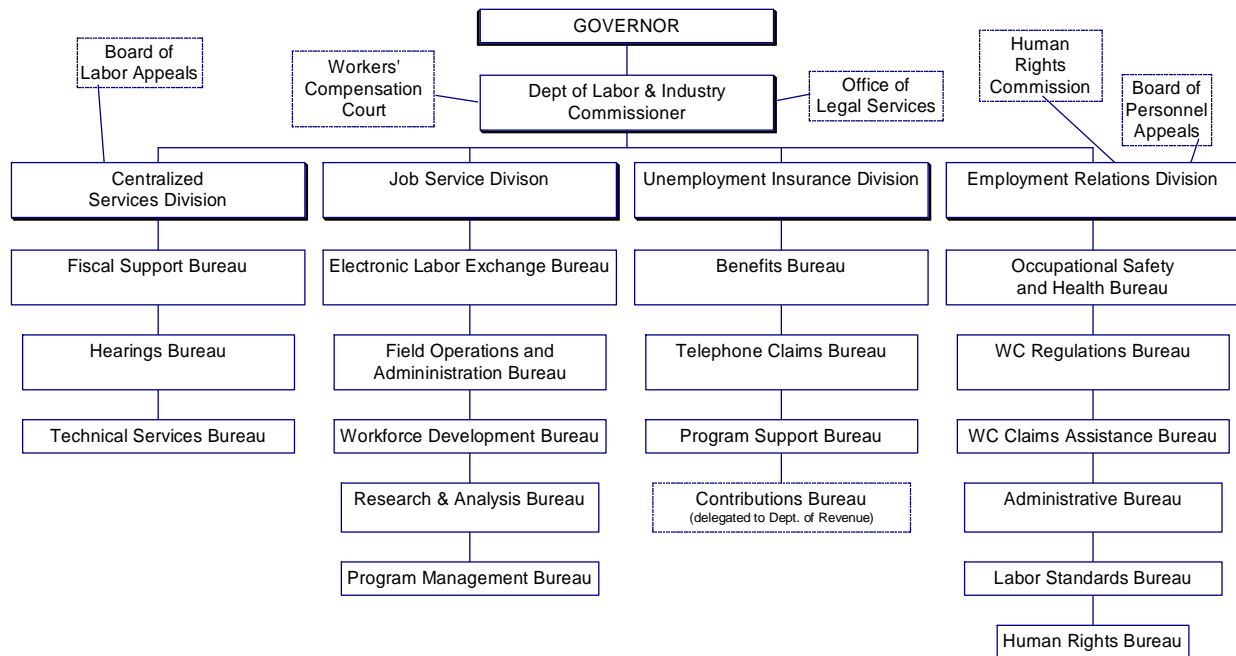 GOVERNOR
Board of
Labor Appeals
Workers'
Compensation
Court
Dept of Labor & Industry
Commissioner
Office of
Legal Services
Human
Rights
Commission
Board of
Personnel
Appeals
Centralized
Services Division
Job Service Divison
Unemployment Insurance Division
Employment Relations Division
Fiscal Support Bureau
Electronic Labor Exchange Bureau
Benefits Bureau
Occupational Safety
and Health Bureau
Hearings Bureau
Field Operations and
Admininistration Bureau
Telephone Claims Bureau
WC Regulations Bureau
Technical Services Bureau
Workforce Development Bureau
Program Support Bureau
WC Claims Assistance Bureau
Research & Analysis Bureau
Contributions Bureau
(delegated to Dept. of Revenue)
Administrative Bureau
Program Management Bureau
Labor Standards Bureau
Human Rights Bureau